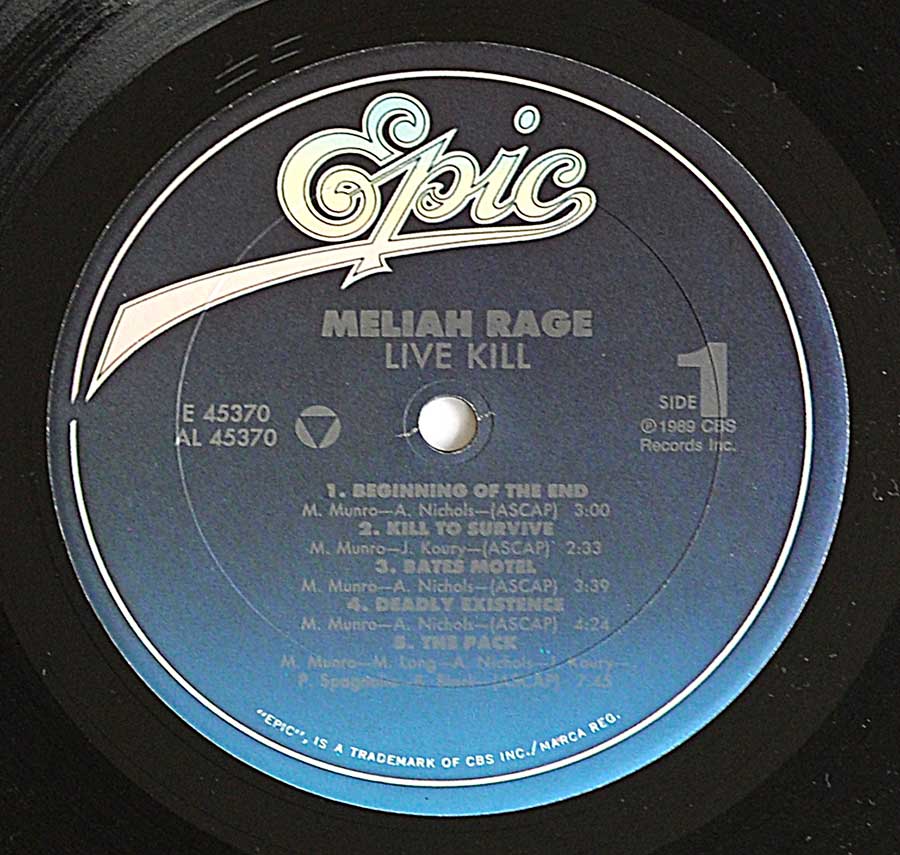 Epic
MELIAH RAGE
LIVE KILL
E 45370
AL 45370
SIDE 1
℗ 1989 CBS
Records Inc.
1. BEGINNING OF THE END
M. Munro—A. Nichols—(ASCAP) 3:00
2. KILL TO SURVIVE
M. Munro—J. Koury—(ASCAP) 2:33
3. BATES MOTEL
M. Munro—A. Nichols—(ASCAP) 3:39
4. DEADLY EXISTENCE
M. Munro—A. Nichols—(ASCAP) 4:24
5. THE PACK
M. Munro—M. Long—A. Nichols—J. Koury—
P. (ASCAP) 7:45
"EPIC", IS A TRADEMARK OF CBS INC./MARCA REG.